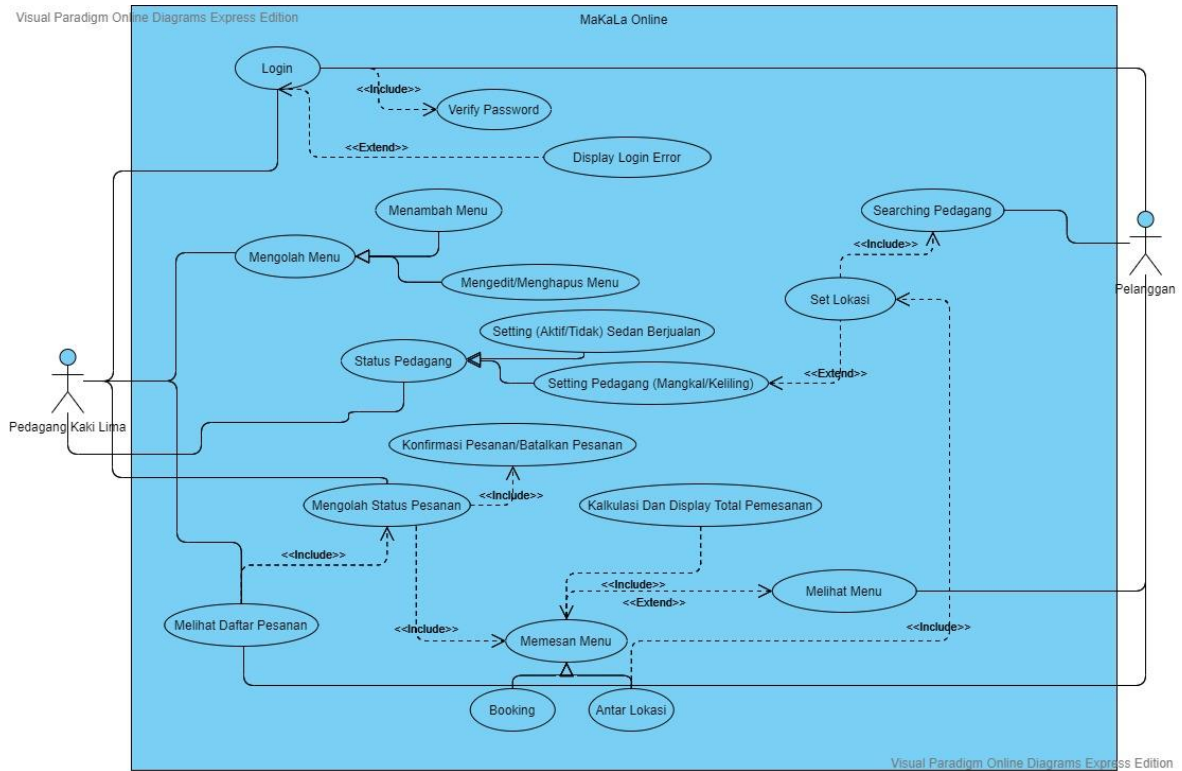 Visual Paradigm Online Diagrams Express Edition
MaKaLa Online
Login
<<Include>>
Verify Password
<<Extend>>
Display Login Error
Menambah Menu
Searching Pedagang
<<Include>>
Mengolah Menu
Mengedit/Menghapus Menu
Set Lokasi
Pelanggan
Setting (Aktif/Tidak) Sedan Berjualan
Status Pedagang
<<Extend>>
Setting Pedagang (Mangkal/Keliling)
Pedagang Kaki Lima
Konfirmasi Pesanan/Batalkan Pesanan
<<Include>>
Mengolah Status Pesanan
Kalkulasi Dan Display Total Pemesanan
<<Include>>
<<Include>>
<<Extend>>
Melihat Menu
Melihat Daftar Pesanan
<<Include>>
Memesan Menu
<<Include>>
Booking
Antar Lokasi
Visual Paradigm Online Diagrams Express Edition